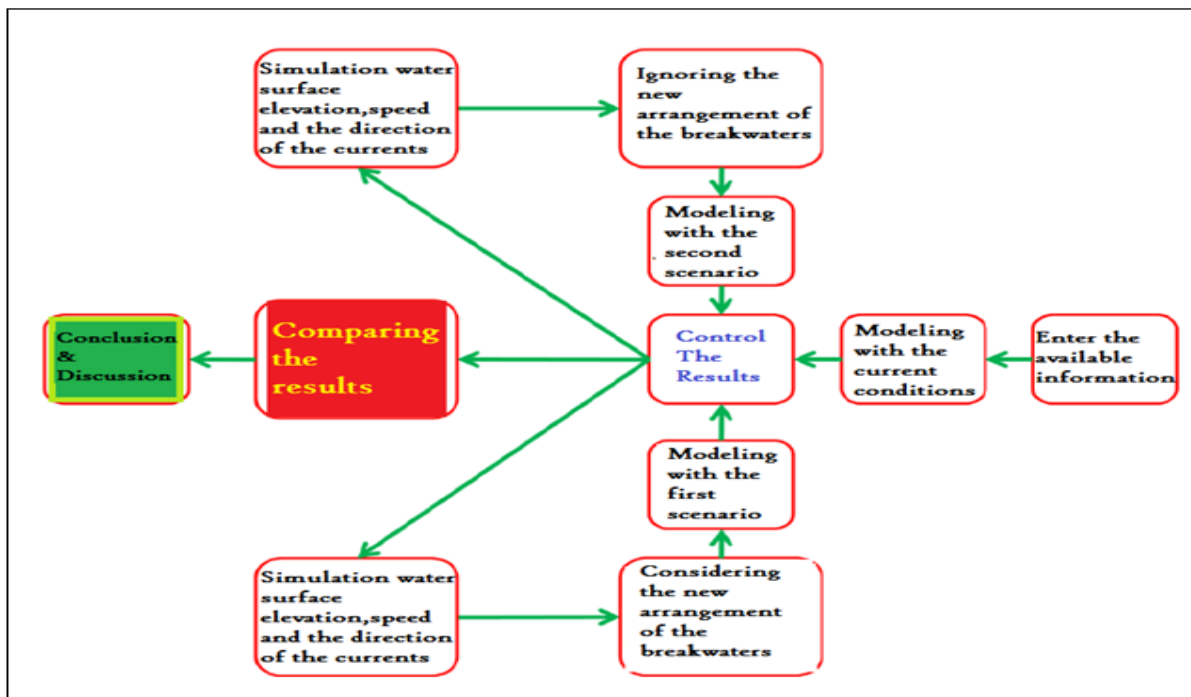 Simulation water
surface
elevation,speed
and the direction
of the currents
Ignoring the
new
arrangement of
the breakwaters
Modeling
with the
second
scenario
Conclusion
&
Discussion
Comparing
the
results
Control
The
Results
Modeling
with the
current
conditions
Enter the
available
information
Modeling
with the
first
scenario
Simulation water
surface
elevation,speed
and the direction
of the currents
Considering
the new
arrangement
of the
breakwaters